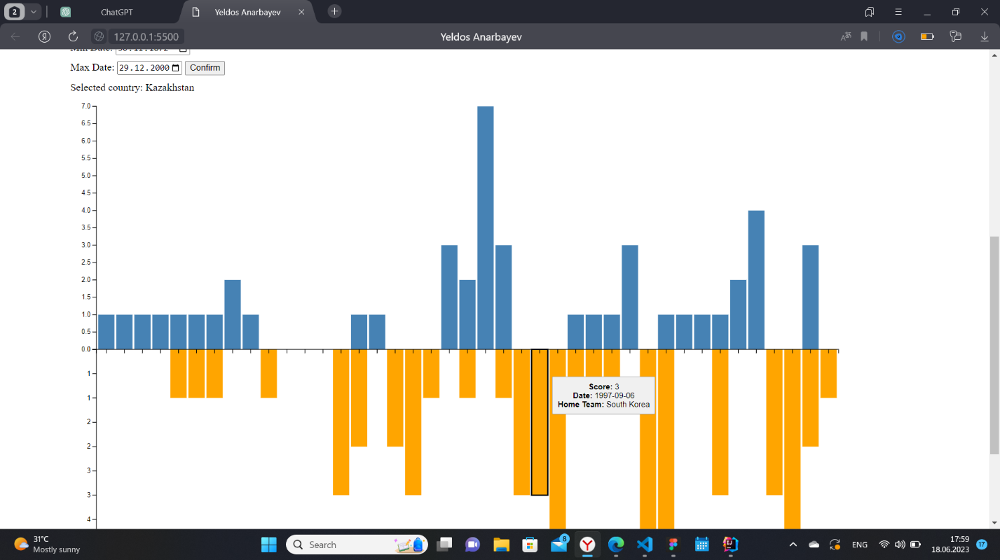 2
ChatGPT
Yeldos Anarbayev
127.0.0.1:5500
Yeldos Anarbayev
Min Date: 30.11.1872
Max Date: 29.12.2000 Confirm
Selected country: Kazakhstan
7.0
6.5
6.0
5.5
5.0
4.5
4.0
3.5
3.0
2.5
2.0
1.5
1.0
0.5
0.0
1
1
2
2
3
3
4
Score: 3
Date: 1997-09-06
Home Team: South Korea
31°C
Mostly sunny
Search
8
ENG
17:59
18.06.2023
17